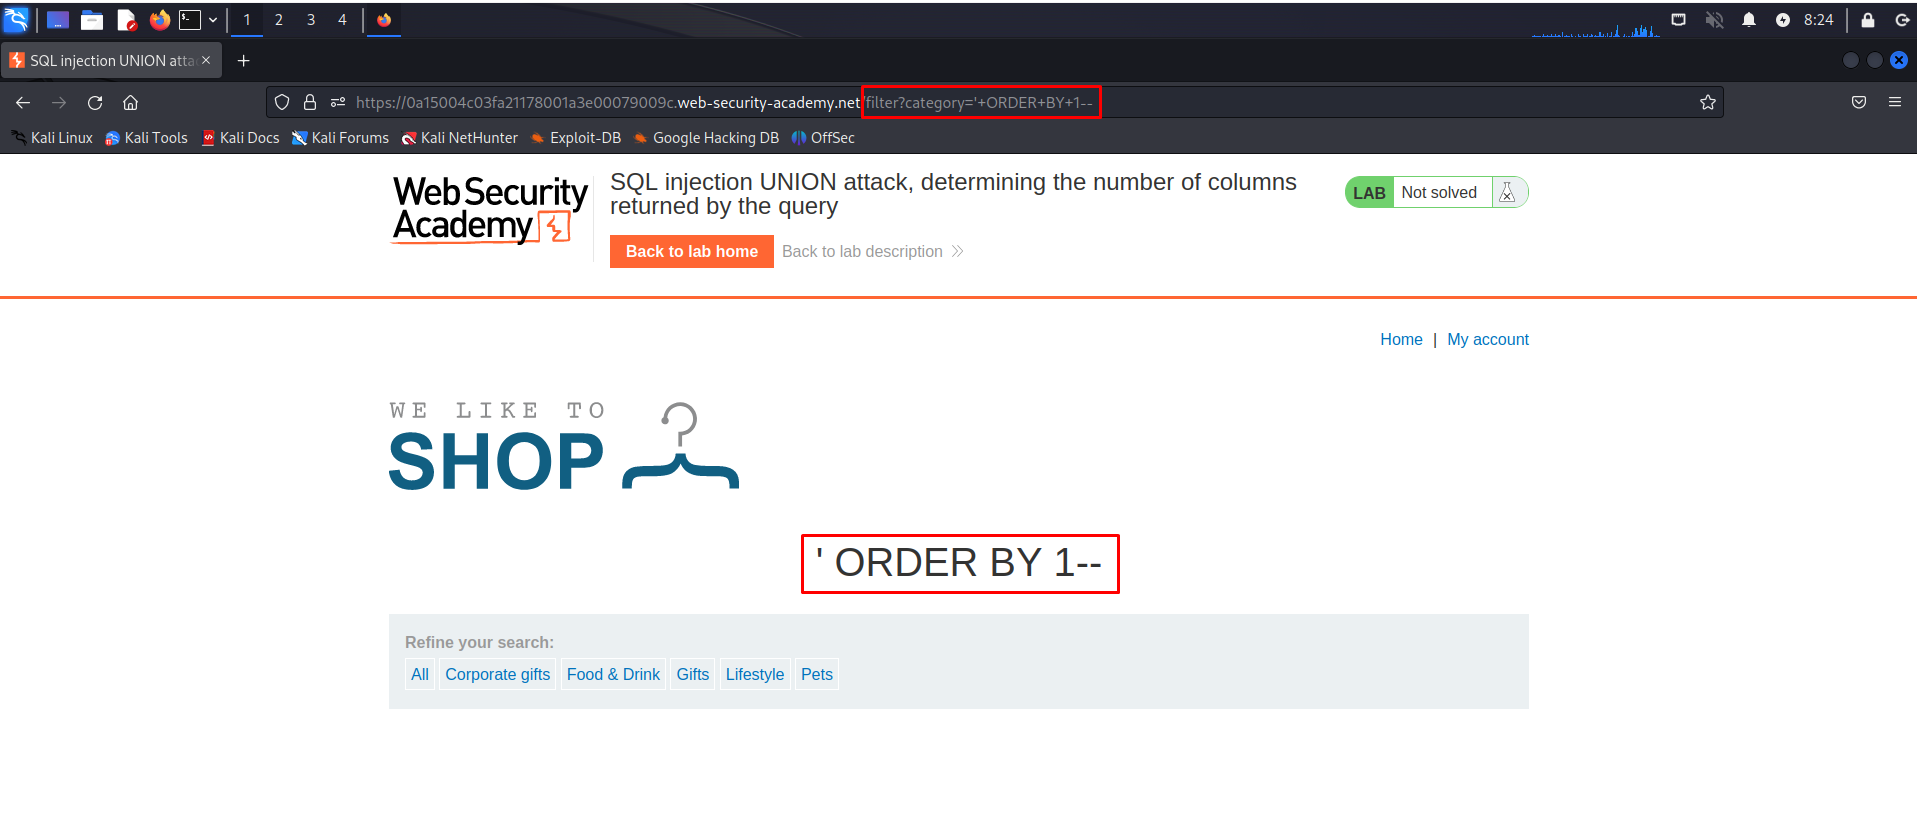 1 2 3 4 8:24
SQL injection UNION atta
https://0a15004c03fa21178001a3e00079009c.web-security-academy.net/filter?category='+ORDER+BY+1--
Kali Linux Kali Tools Kali Docs Kali Forums Kali NetHunter Exploit-DB Google Hacking DB OffSec
WebSecurity
Academy
SQL injection UNION attack, determining the number of columns
returned by the query
LAB Not solved
Back to lab home Back to lab description
Home | My account
WE LIKE TO
SHOP
' ORDER BY 1--
Refine your search:
All Corporate gifts Food & Drink Gifts Lifestyle Pets